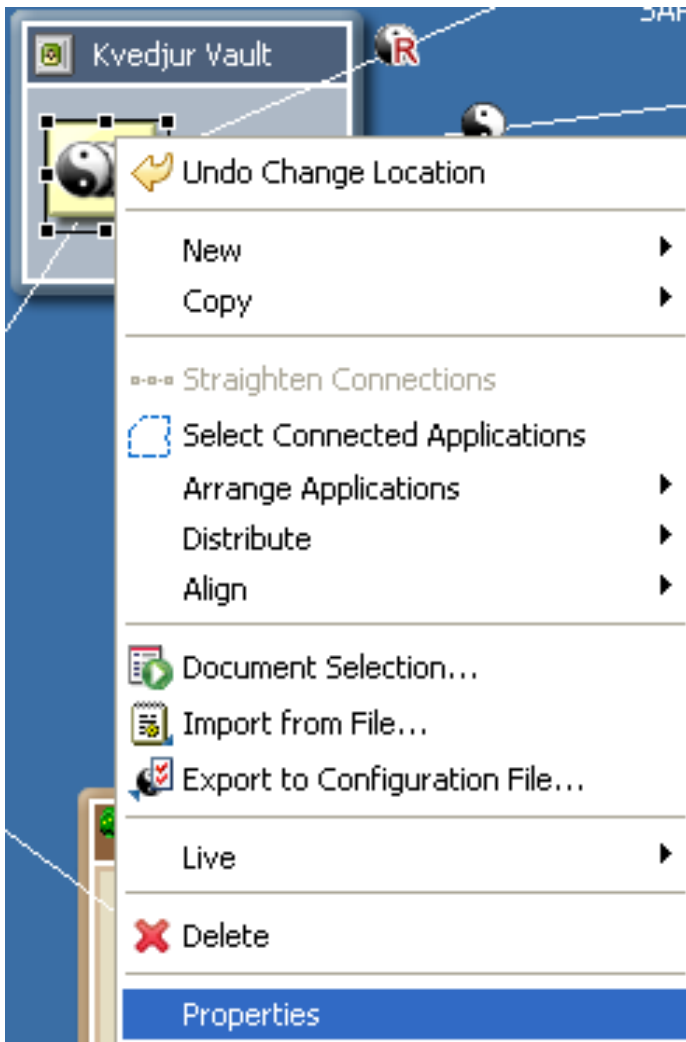 Kvedjur Vault
R
Undo Change Location
New
Copy
Straighten Connections
Select Connected Applications
Arrange Applications
Distribute
Align
Document Selection...
Import from File...
Export to Configuration File...
Live
Delete
Properties